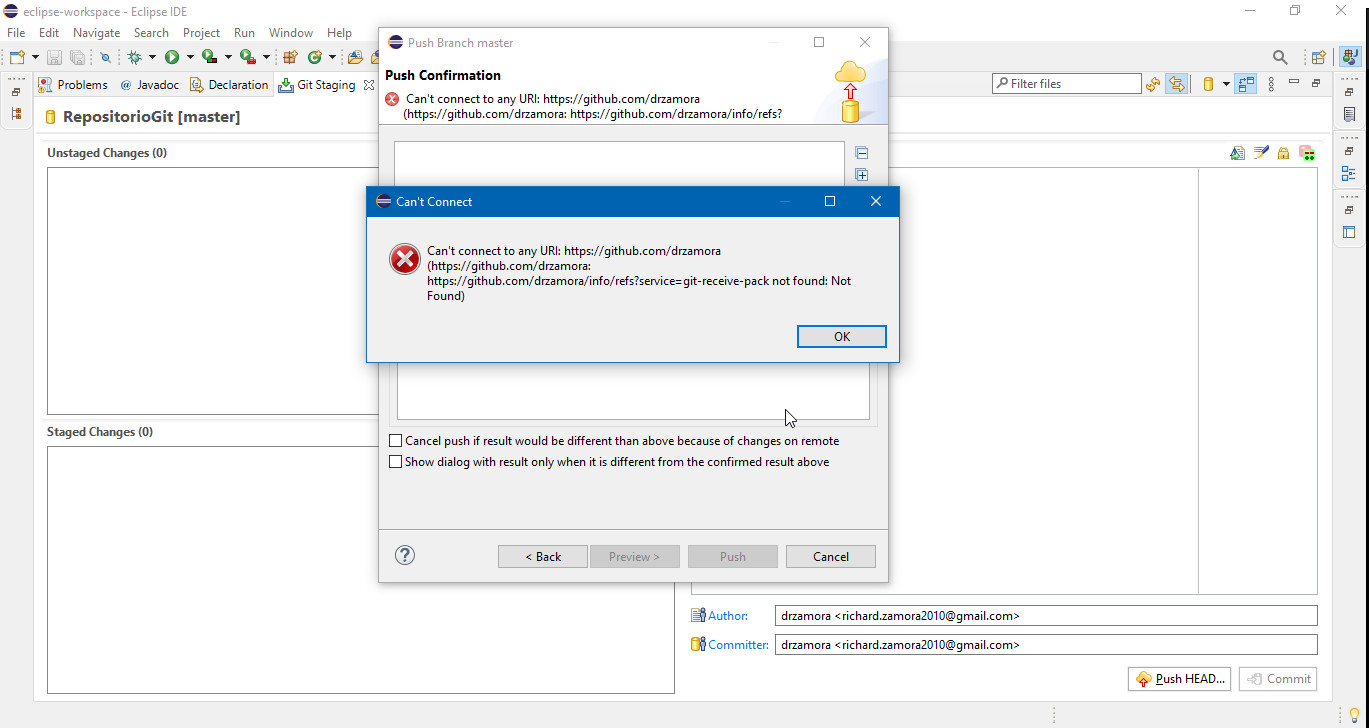 eclipse-workspace - Eclipse IDE
File Edit Navigate Search Project Run Window Help
Problems @ Javadoc Declaration Git Staging
Filter files
RepositorioGit [master]
Unstaged Changes (0)
Staged Changes (0)
Push Branch master
Push Confirmation
Can't connect to any URI: https://github.com/drzamora
(https://github.com/drzamora: https://github.com/drzamora/info/refs?
Can't Connect
Can't connect to any URI: https://github.com/drzamora
(https://github.com/drzamora:
https://github.com/drzamora/info/refs?service=git-receive-pack not found: Not
Found)
OK
Cancel push if result would be different than above because of changes on remote
Show dialog with result only when it is different from the confirmed result above
? < Back Preview > Push Cancel
Author: drzamora <richard.zamora2010@gmail.com>
Committer: drzamora <richard.zamora2010@gmail.com>
Push HEAD... Commit